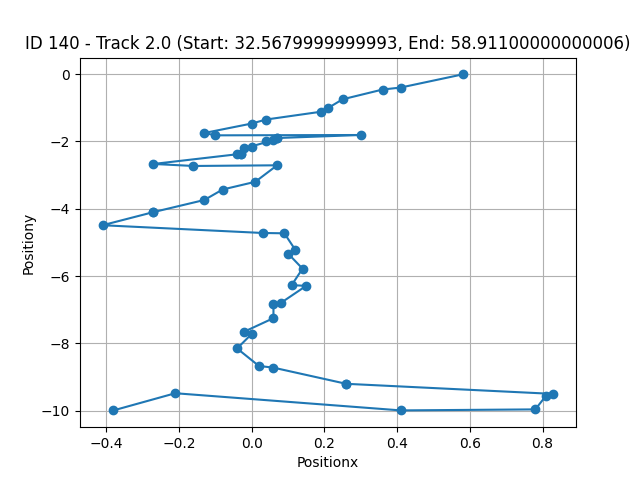 ID 140 - Track 2.0 (Start: 32.5679999999993, End: 58.91100000000006)
0
−2
−4
−6
−8
−10
Positiony
−0.4 −0.2 0.0 0.2 0.4 0.6 0.8
Positionx